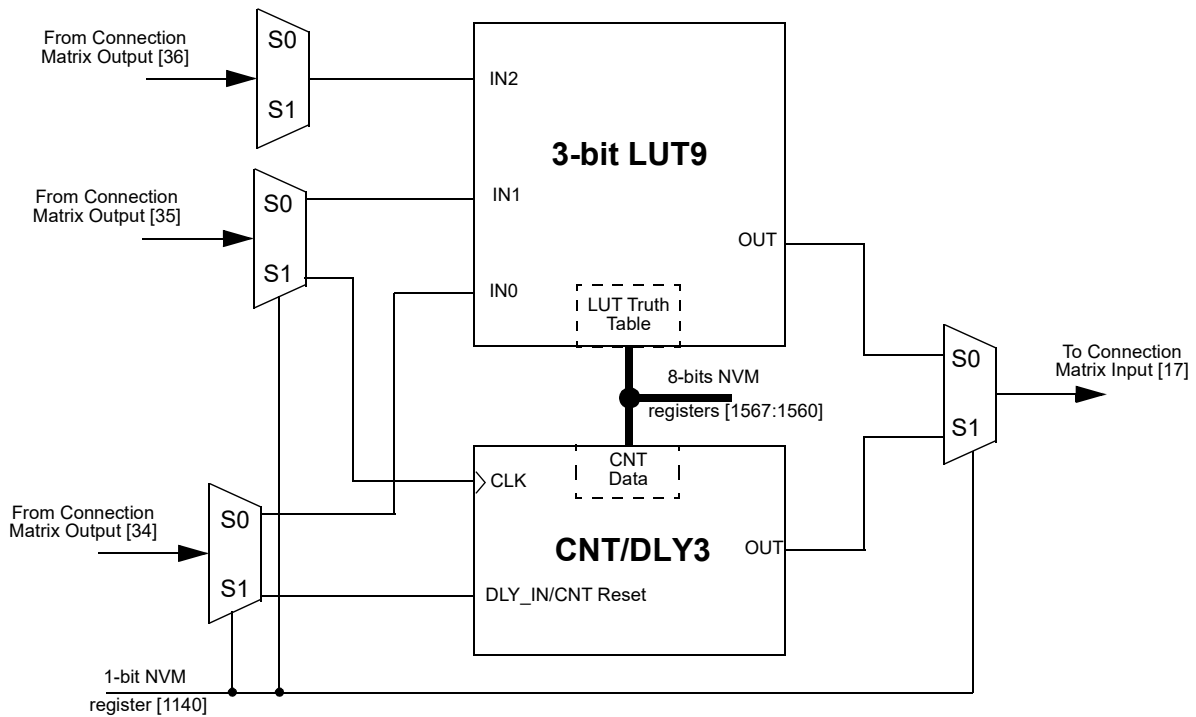 From Connection
Matrix Output [36]
S0
S1
IN2
3-bit LUT9
From Connection
Matrix Output [35]
S0
S1
IN1
OUT
IN0
LUT Truth
Table
S0
S1
To Connection
Matrix Input [17]
8-bits NVM
registers [1567:1560]
CNT
Data
CLK
From Connection
Matrix Output [34]
S0
S1
CNT/DLY3
OUT
DLY_IN/CNT Reset
1-bit NVM
register [1140]